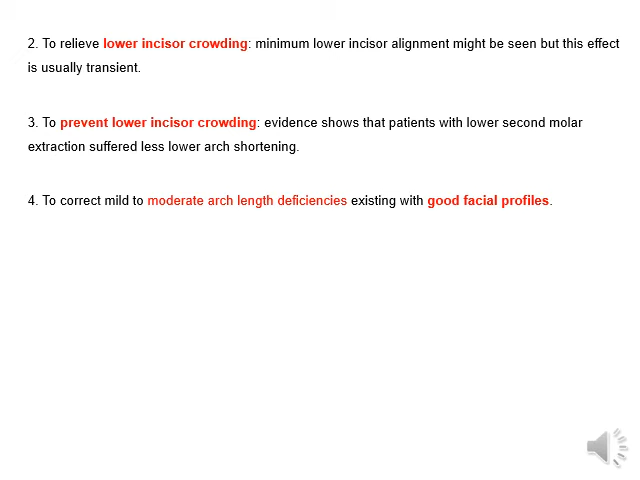 2. To relieve lower incisor crowding: minimum lower incisor alignment might be seen but this effect
is usually transient.
3. To prevent lower incisor crowding: evidence shows that patients with lower second molar
extraction suffered less lower arch shortening.
4. To correct mild to moderate arch length deficiencies existing with good facial profiles.